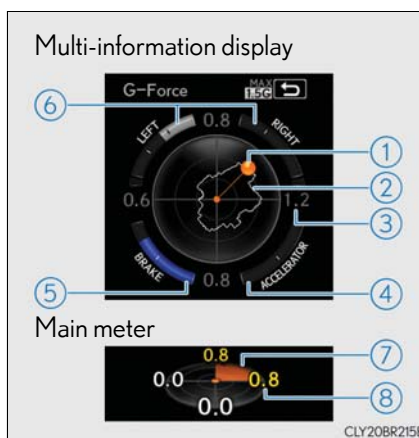 Multi-information display
G-Force MAX 1.5G
6
LEFT 0.8 RIGHT
1
2
0.6 1.2
3
BRAKE 0.8 ACCELERATOR
5 4
Main meter
0.8 7
0.0 0.8
8
0.0
CLY20BR215